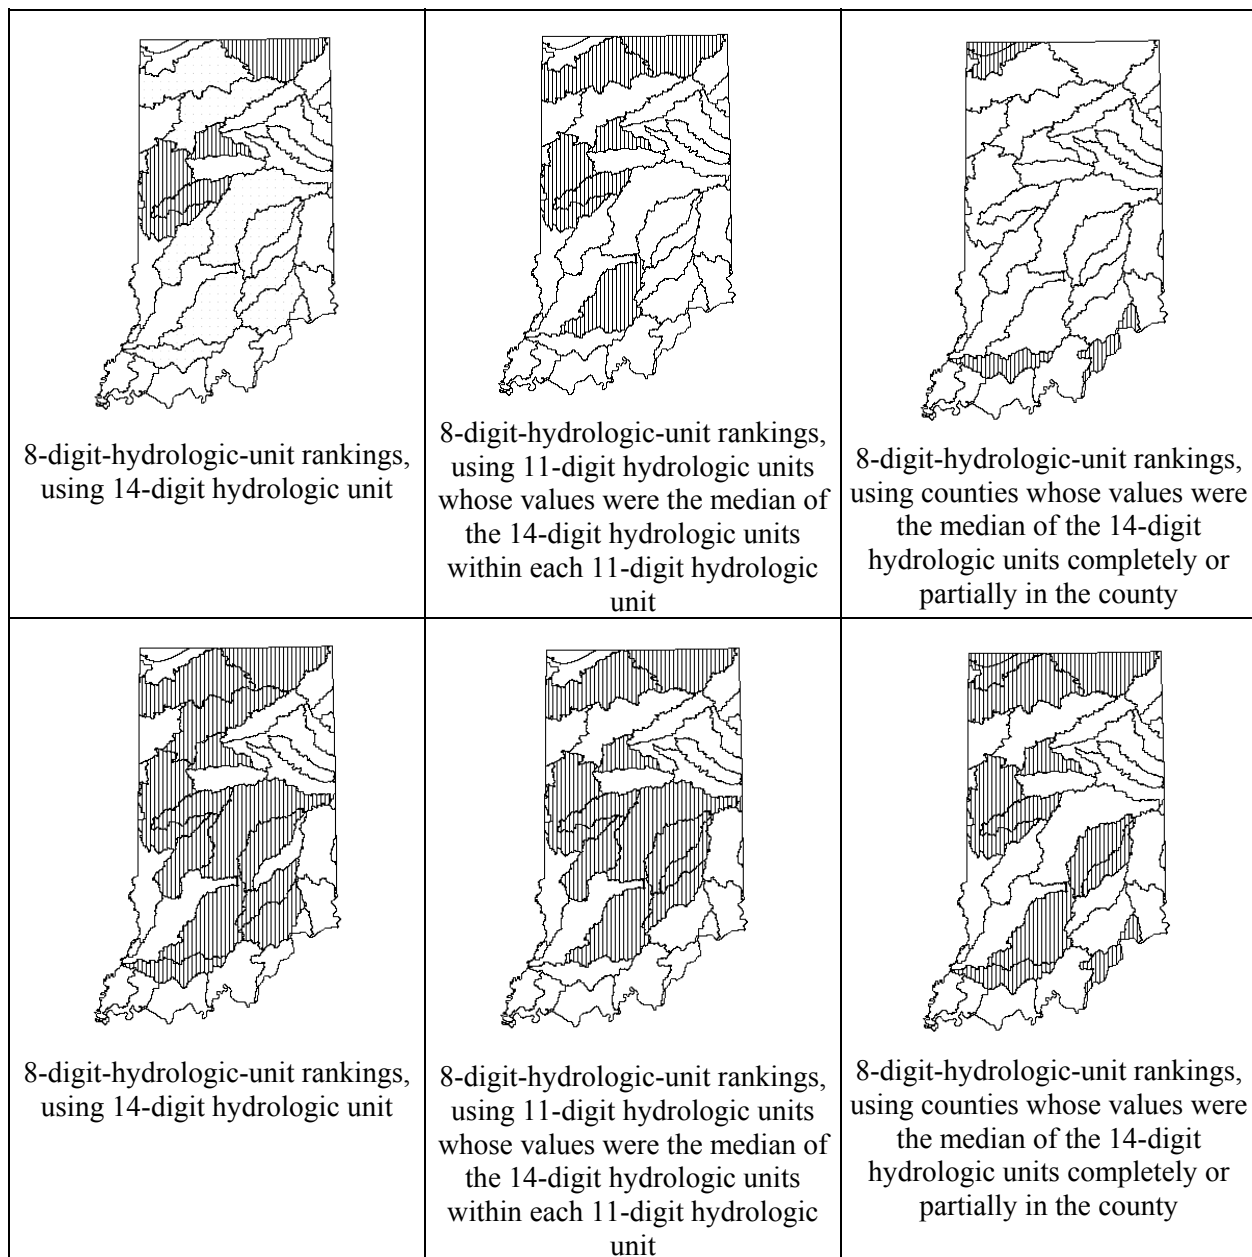 8-digit-hydrologic-unit rankings,
using 14-digit hydrologic unit
8-digit-hydrologic-unit rankings,
using 11-digit hydrologic units
whose values were the median of
the 14-digit hydrologic units
within each 11-digit hydrologic
unit
8-digit-hydrologic-unit rankings,
using counties whose values were
the median of the 14-digit
hydrologic units completely or
partially in the county
8-digit-hydrologic-unit rankings,
using 14-digit hydrologic unit
8-digit-hydrologic-unit rankings,
using 11-digit hydrologic units
whose values were the median of
the 14-digit hydrologic units
within each 11-digit hydrologic
unit
8-digit-hydrologic-unit rankings,
using counties whose values were
the median of the 14-digit
hydrologic units completely or
partially in the county